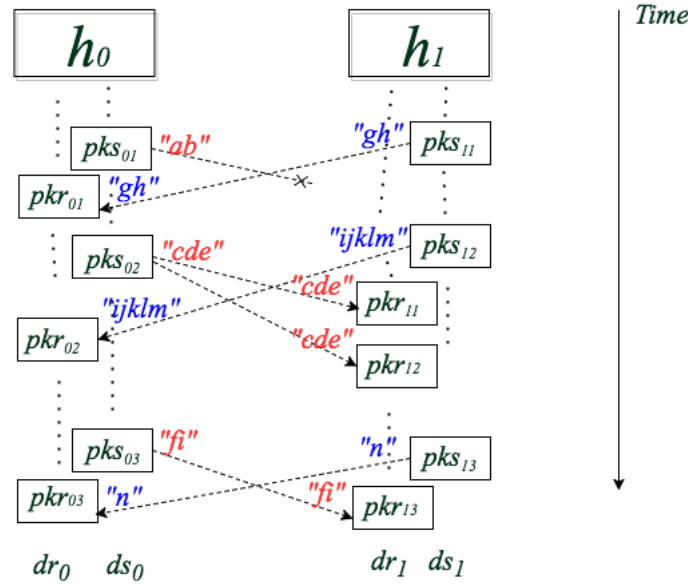 h0 h1 Time
"gh"
pks01 "ab" pks11
pkr01 "gh"
"ijklm" pks12
pks02 "cde"
"cde" pkr11
"ijklm"
pkr02 "cde" pkr12
pks03 "fi" "n" pks13
pkr03 "n" "fi" pkr13
dr0 ds0 dr1 ds1